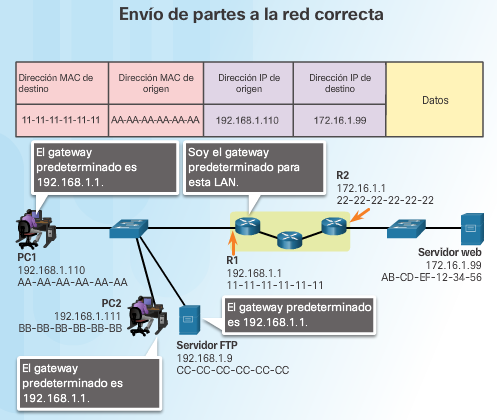 Envío de partes a la red correcta
Dirección MAC de destino
Dirección MAC de origen
Dirección IP de origen
Dirección IP de destino
Datos
11-11-11-11-11-11
AA-AA-AA-AA-AA-AA
192.168.1.110
172.16.1.99
El gateway
predeterminado es
192.168.1.1.
Soy el gateway
predeterminado para
esta LAN.
R2
172.16.1.1
22-22-22-22-22-22
PC1
192.168.1.110
AA-AA-AA-AA-AA-AA
R1
192.168.1.1
11-11-11-11-11-11
Servidor web
172.16.1.99
AB-CD-EF-12-34-56
PC2
192.168.1.111
BB-BB-BB-BB-BB-BB
El gateway predeterminado
es 192.168.1.1.
Servidor FTP
192.168.1.9
CC-CC-CC-CC-CC-CC
El gateway
predeterminado es
192.168.1.1.